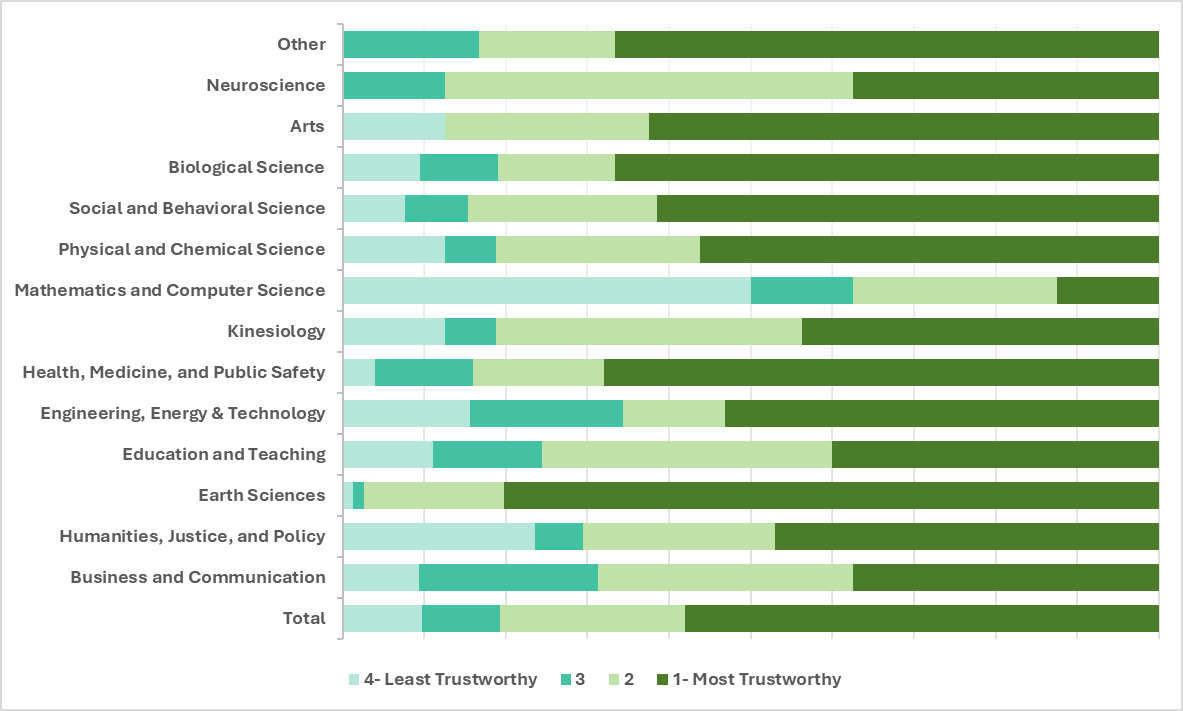 Other
Neuroscience
Arts
Biological Science
Social and Behavioral Science
Physical and Chemical Science
Mathematics and Computer Science
Kinesiology
Health, Medicine, and Public Safety
Engineering, Energy & Technology
Education and Teaching
Earth Sciences
Humanities, Justice, and Policy
Business and Communication
Total
4- Least Trustworthy 3 2 1- Most Trustworthy